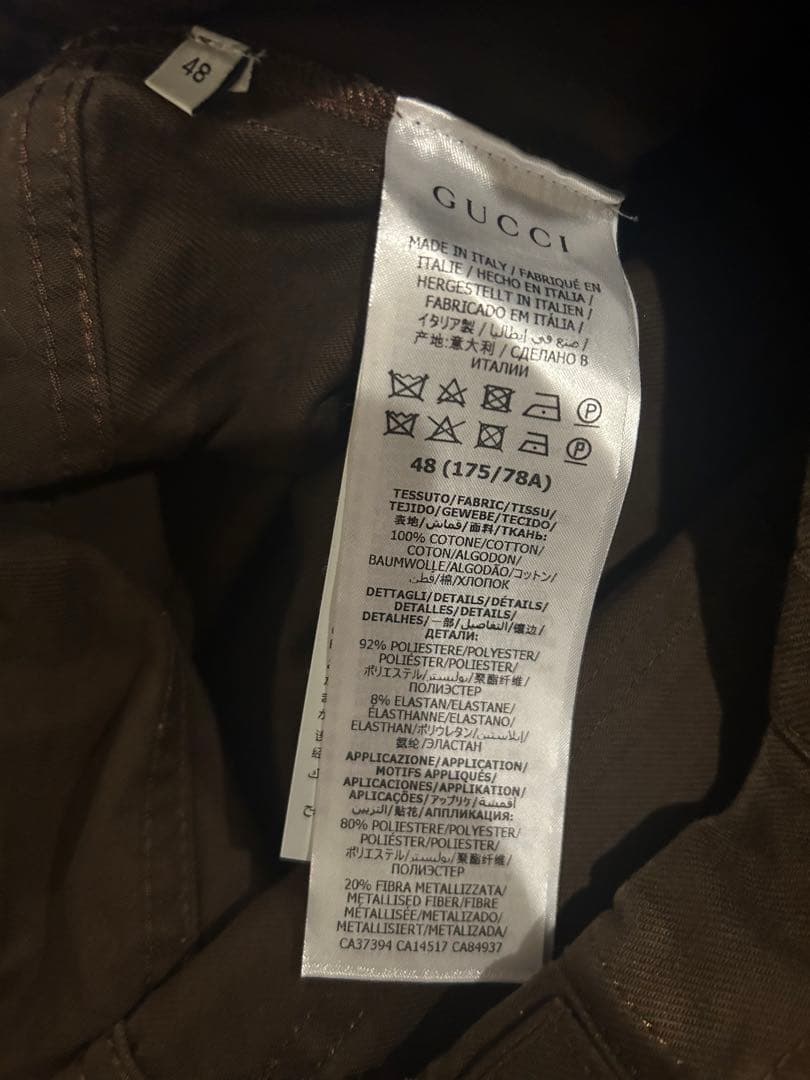 48
GUCCI
MADE IN ITALY / FABRIQUÉ EN
ITALIE / HECHO EN ITALIA /
HERGESTELLT IN ITALIEN /
FABRICADO EM ITÁLIA /
イタリア製 / صنع في إيطاليا /
产地:意大利 / СДЕЛАНО В
ИТАЛИИ
P
P
48 (175/78A)
TESSUTO/FABRIC/TISSU/
TEJIDO/GEWEBE/TECIDO/
表地/قماش/面料/ТКАНЬ:
100% COTONE/COTTON/
COTON/ALGODON/
BAUMWOLLE/ALGODÃO/コットン/
قطن/棉/ХЛОПОК
DETTAGLI/DETAILS/DÉTAILS/
DETALLES/DETAILS/
DETALHES/一部/التفاصيل/镶边/
ДЕТАЛИ:
92% POLIESTERE/POLYESTER/
POLIÉSTER/POLIESTER/
ポリエステル/بوليستر/聚酯纤维/
ПОЛИЭСТЕР
8% ELASTAN/ELASTANE/
ÉLASTHANNE/ELASTANO/
ELASTHAN/ポリウレタン/إيلاستين/
氨纶/ЭЛАСТАН
APPLICAZIONE/APPLICATION/
MOTIFS APPLIQUÉS/
APLICACIONES/APPLIKATION/
APLICAÇÕES/アップリケ/أقمشة
التزيين/贴花/АППЛИКАЦИЯ:
80% POLIESTERE/POLYESTER/
POLIÉSTER/POLIESTER/
ポリエステル/بوليستر/聚酯纤维/
ПОЛИЭСТЕР
20% FIBRA METALLIZZATA/
METALLISED FIBER/FIBRE
MÉTALLISÉE/METALIZADO/
METALLISIERT/METALIZADA/
CA37394 CA14517 CA84937